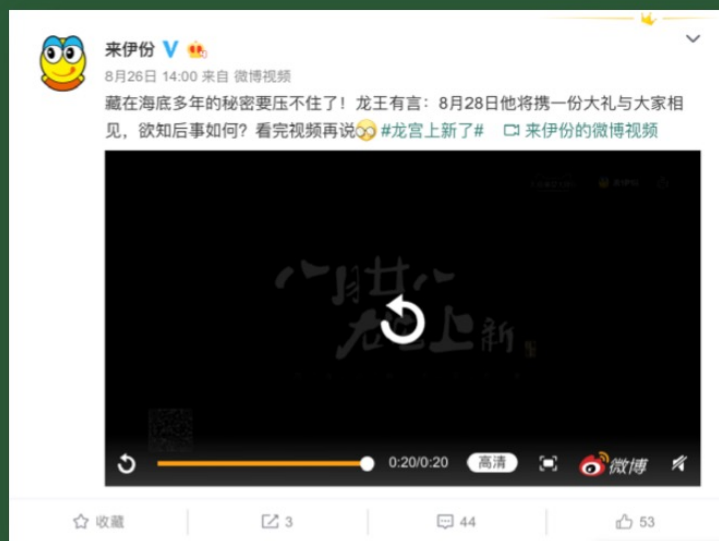 来伊份
8月26日 14:00 来自 微博视频
藏在海底多年的秘密要压不住了！龙王有言：8月28日他将携一份大礼与大家相
见，欲知后事如何？看完视频再说 #龙宫上新了# 来伊份的微博视频
八月廿八
龙宫上新
0:20/0:20 高清 微博
收藏 3 44 53